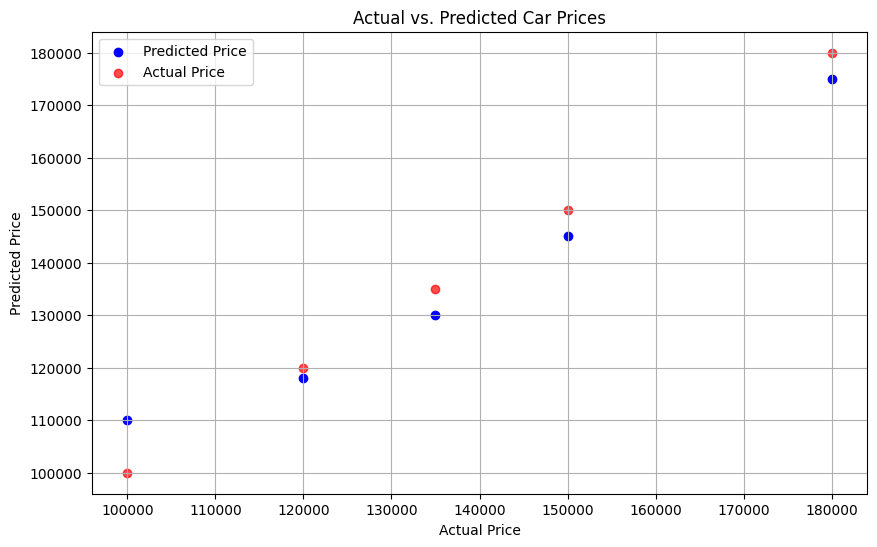 Actual vs. Predicted Car Prices
Predicted Price
Actual Price
180000
170000
160000
150000
140000
130000
120000
110000
100000
Predicted Price
100000 110000 120000 130000 140000 150000 160000 170000 180000
Actual Price